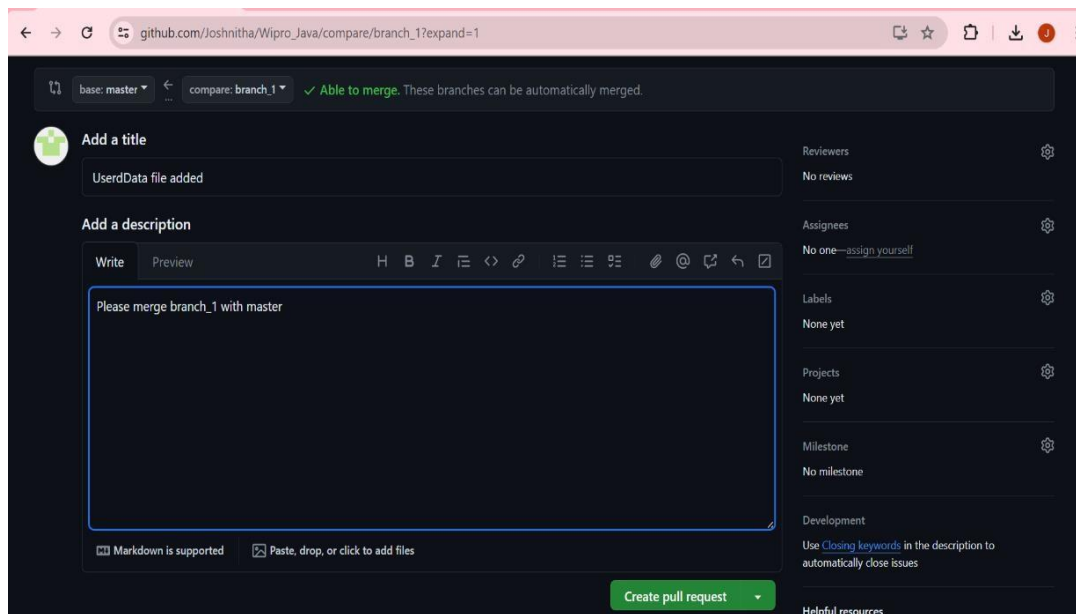 github.com/Joshnitha/Wipro_Java/compare/branch_1?expand=1
J
base: master
compare: branch_1
Able to merge. These branches can be automatically merged.
Add a title
UserdData file added
Add a description
Write Preview
H B I
Please merge branch_1 with master
Markdown is supported
Paste, drop, or click to add files
Create pull request
Reviewers
No reviews
Assignees
No one—assign yourself
Labels
None yet
Projects
None yet
Milestone
No milestone
Development
Use Closing keywords in the description to
automatically close issues
Helpful resources